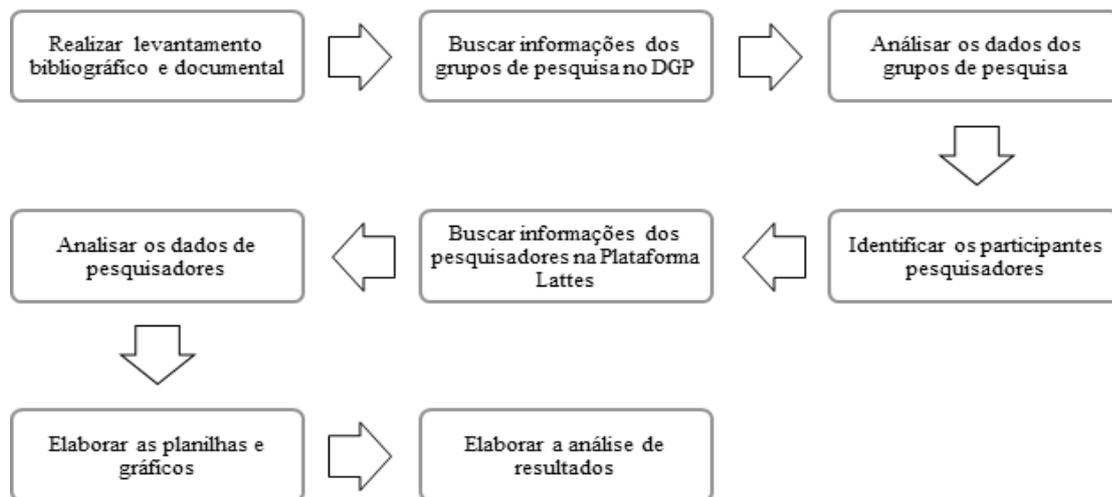 Realizar levantamento
bibliográfico e documental
Buscar informações dos
grupos de pesquisa no DGP
Análisar os dados dos
grupos de pesquisa
Identificar os participantes
pesquisadores
Buscar informações dos
pesquisadores na Plataforma
Lattes
Analisar os dados de
pesquisadores
Elaborar as planilhas e
gráficos
Elaborar a análise de
resultados